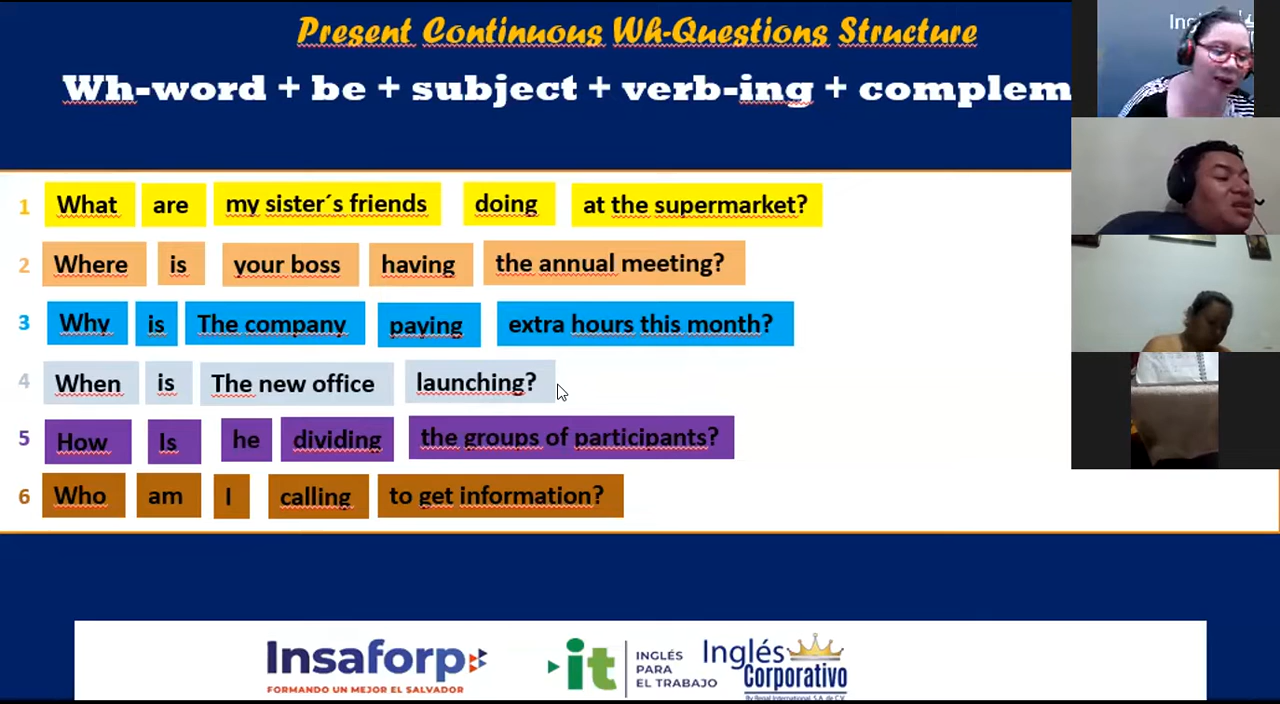 Present Continuous Wh-Questions Structure
Wh-word + be + subject + verb-ing + complem
1 What are my sister´s friends doing at the supermarket?
2 Where is your boss having the annual meeting?
3 Why is The company paying extra hours this month?
4 When is The new office launching?
5 How Is he dividing the groups of participants?
6 Who am I calling to get information?
Insaforp
FORMANDO UN MEJOR EL SALVADOR
it
INGLÉS
PARA
EL TRABAJO
Inglés
Corporativo